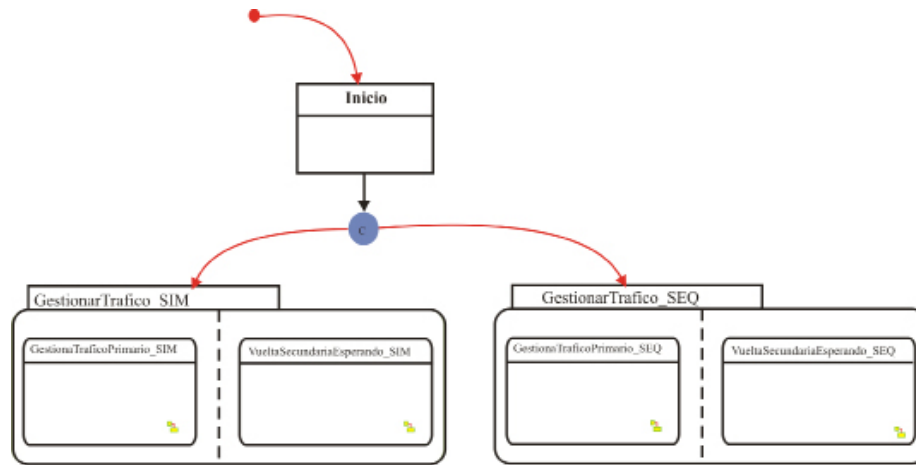 Inicio
C
GestionarTrafico_SIM
GestionarTrafico_SEQ
GestionaTraficoPrimario_SIM
VueltaSecundariaEsperando_SIM
GestionaTraficoPrimario_SEQ
VueltaSecundariaEsperando_SEQ